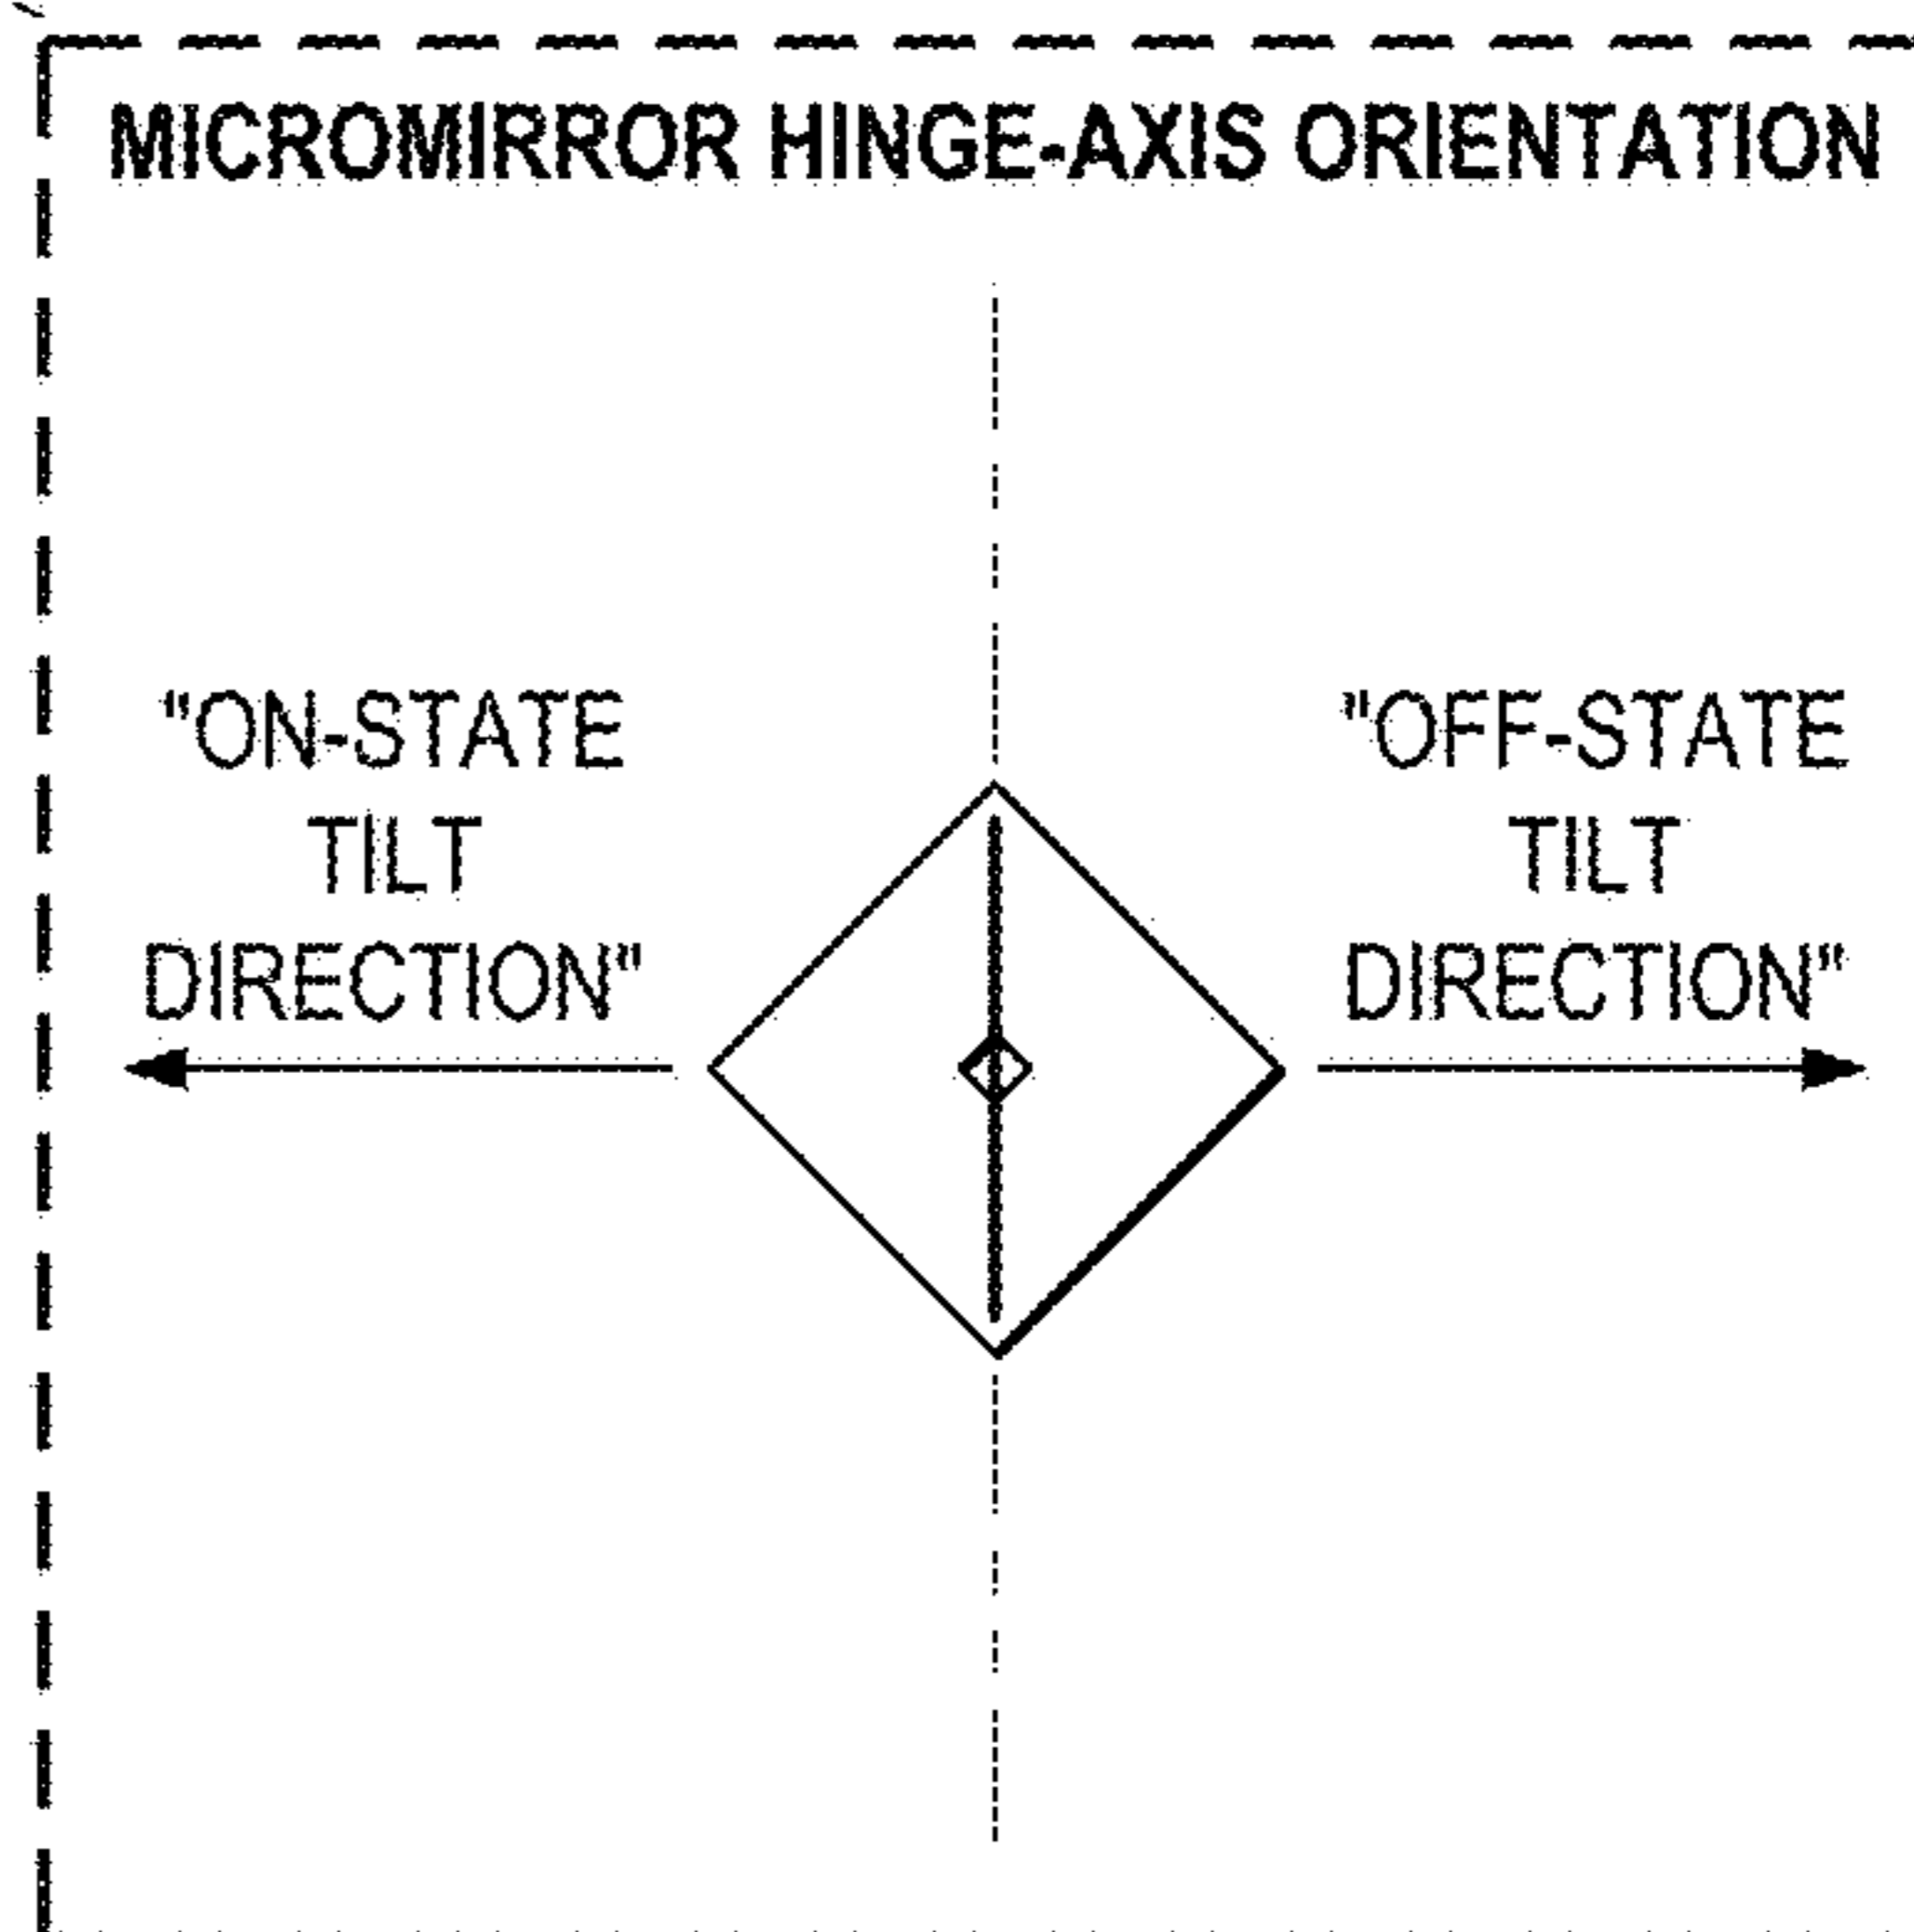 MICROMIRROR HINGE-AXIS ORIENTATION
"ON-STATE
TILT
DIRECTION"
"OFF-STATE
TILT
DIRECTION"